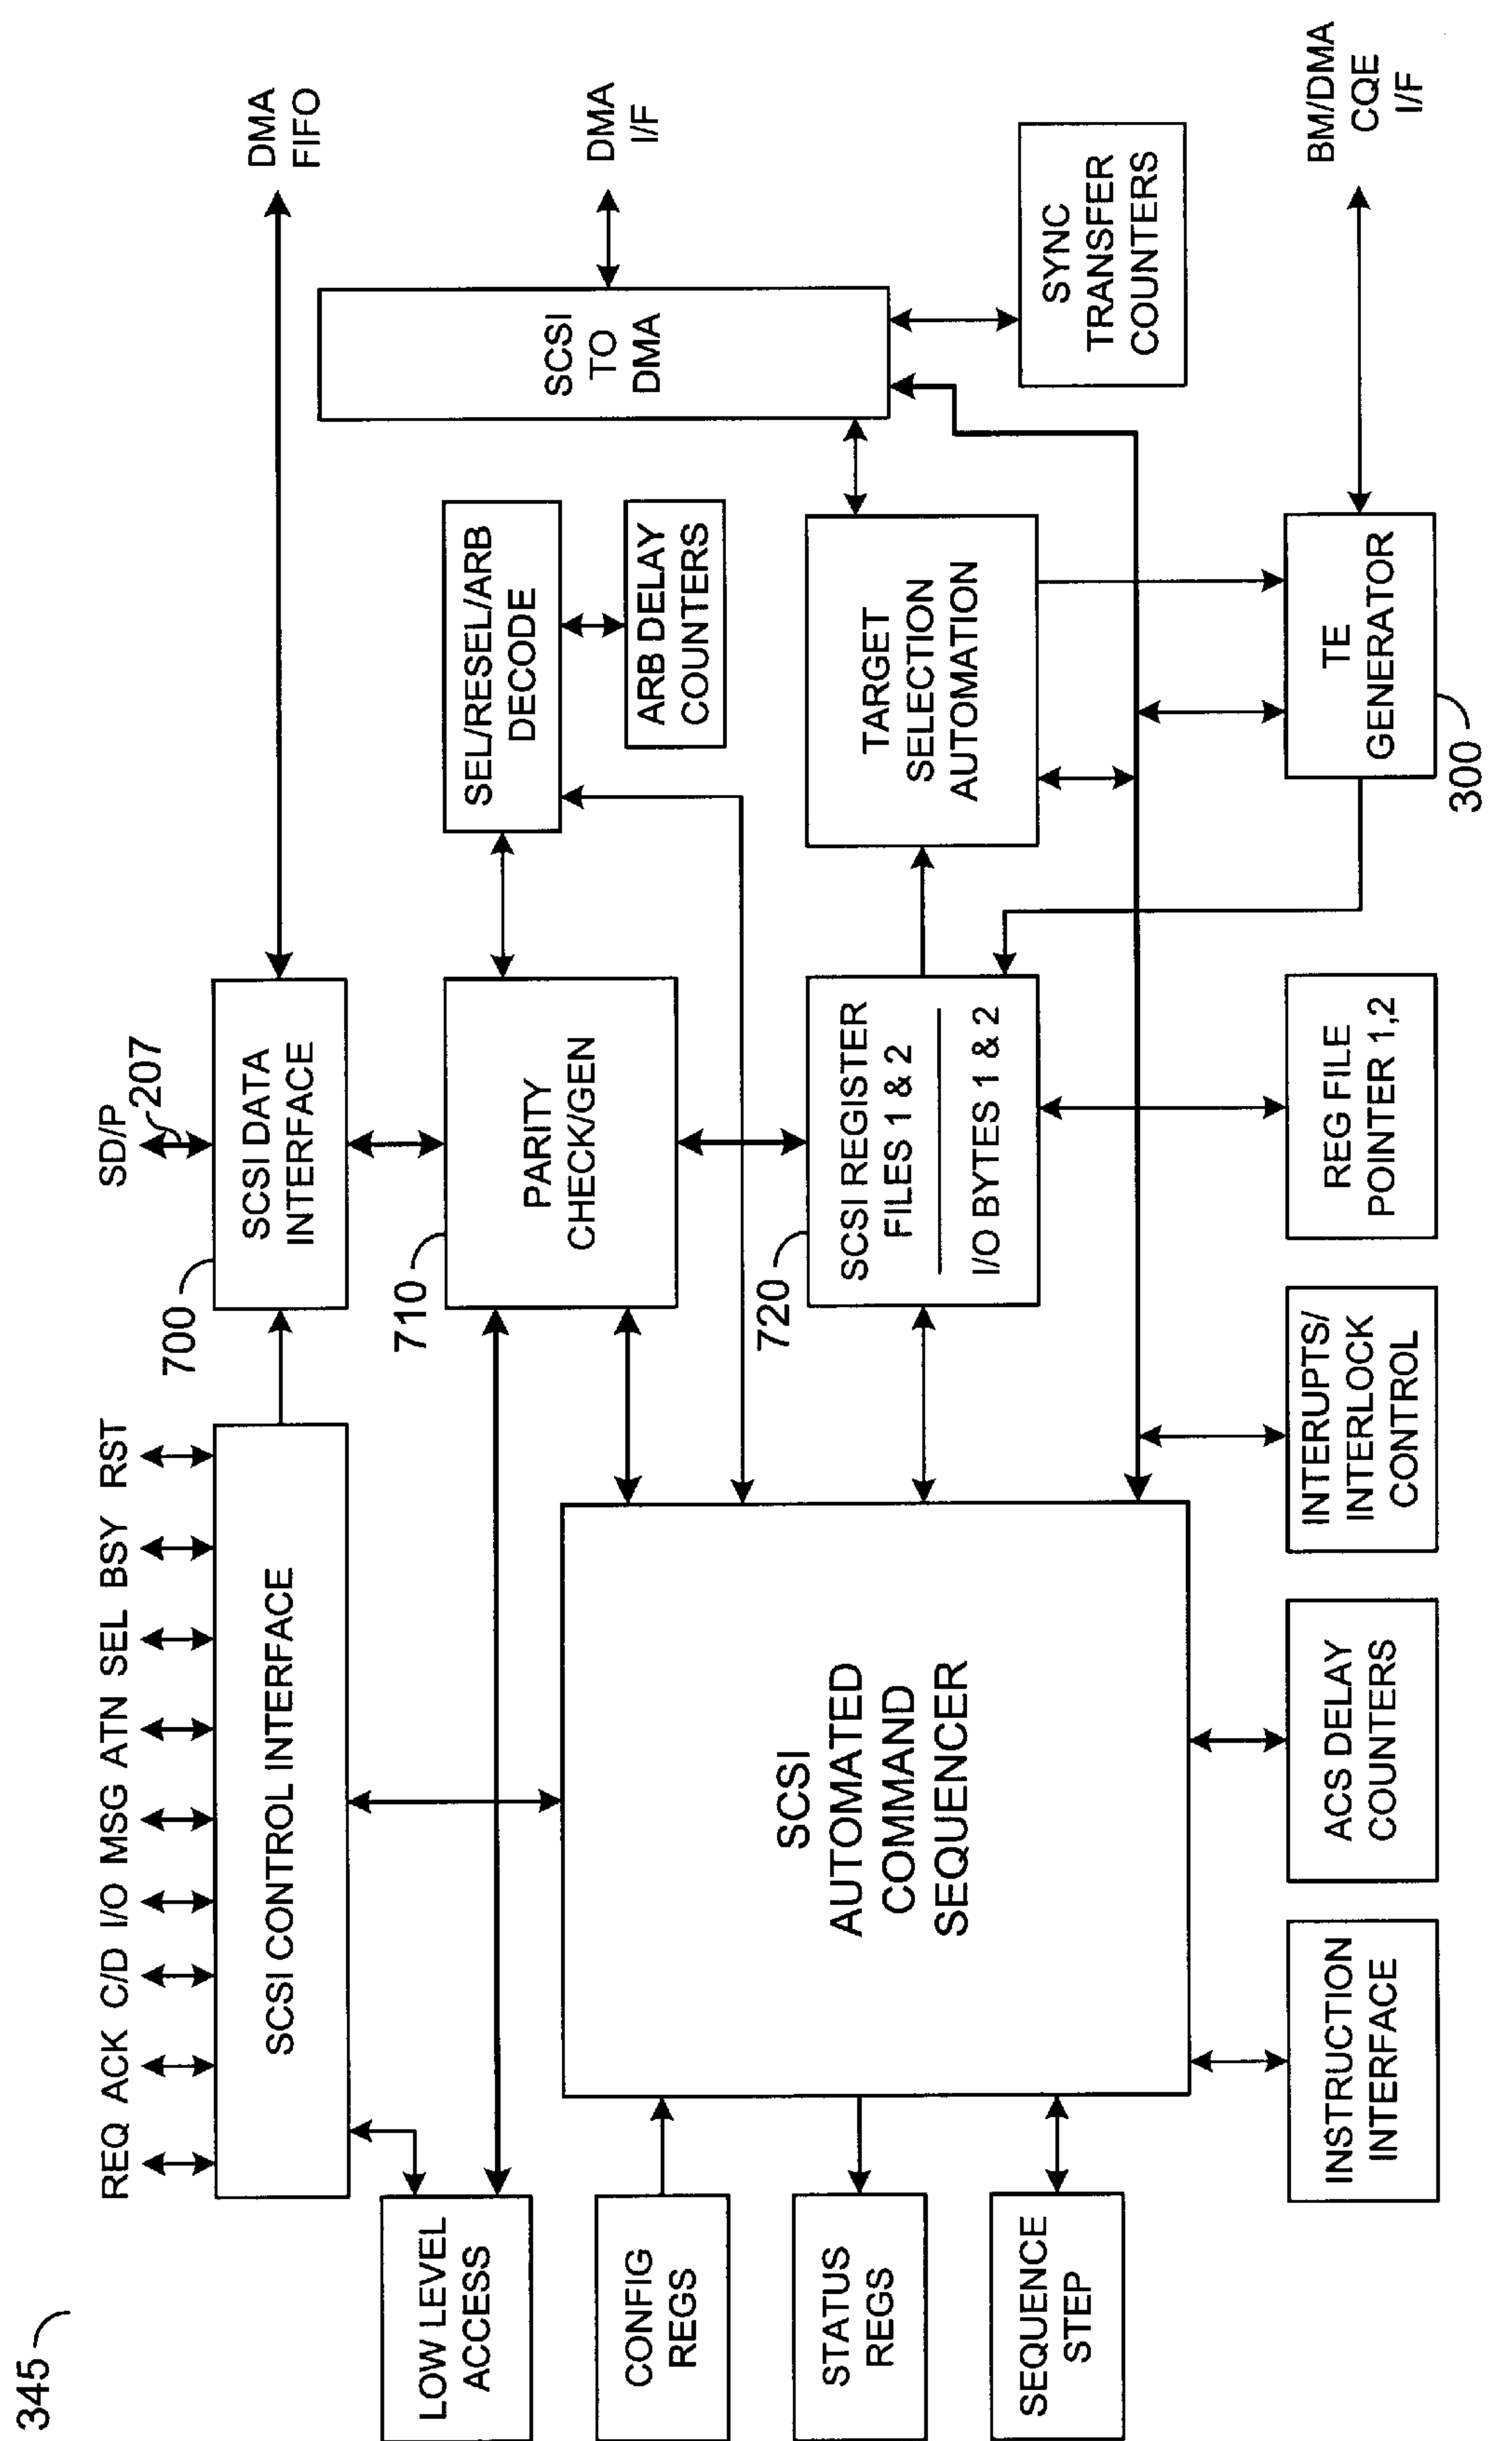 345
REQ ACK C/D I/O MSG ATN SEL BSY RST
SD/P
207
SCSI CONTROL INTERFACE
700
SCSI DATA
INTERFACE
DMA
FIFO
LOW LEVEL
ACCESS
710
PARITY
CHECK/GEN
SEL/RESEL/ARB
DECODE
ARB DELAY
COUNTERS
SCSI
TO
DMA
DMA
I/F
CONFIG
REGS
STATUS
REGS
SEQUENCE
STEP
SCSI
AUTOMATED
COMMAND
SEQUENCER
720
SCSI REGISTER
FILES 1 & 2
I/O BYTES 1 & 2
TARGET
SELECTION
AUTOMATION
SYNC
TRANSFER
COUNTERS
INSTRUCTION
INTERFACE
ACS DELAY
COUNTERS
INTERUPTS/
INTERLOCK
CONTROL
REG FILE
POINTER 1,2
TE
GENERATOR
300
BM/DMA
CQE
I/F